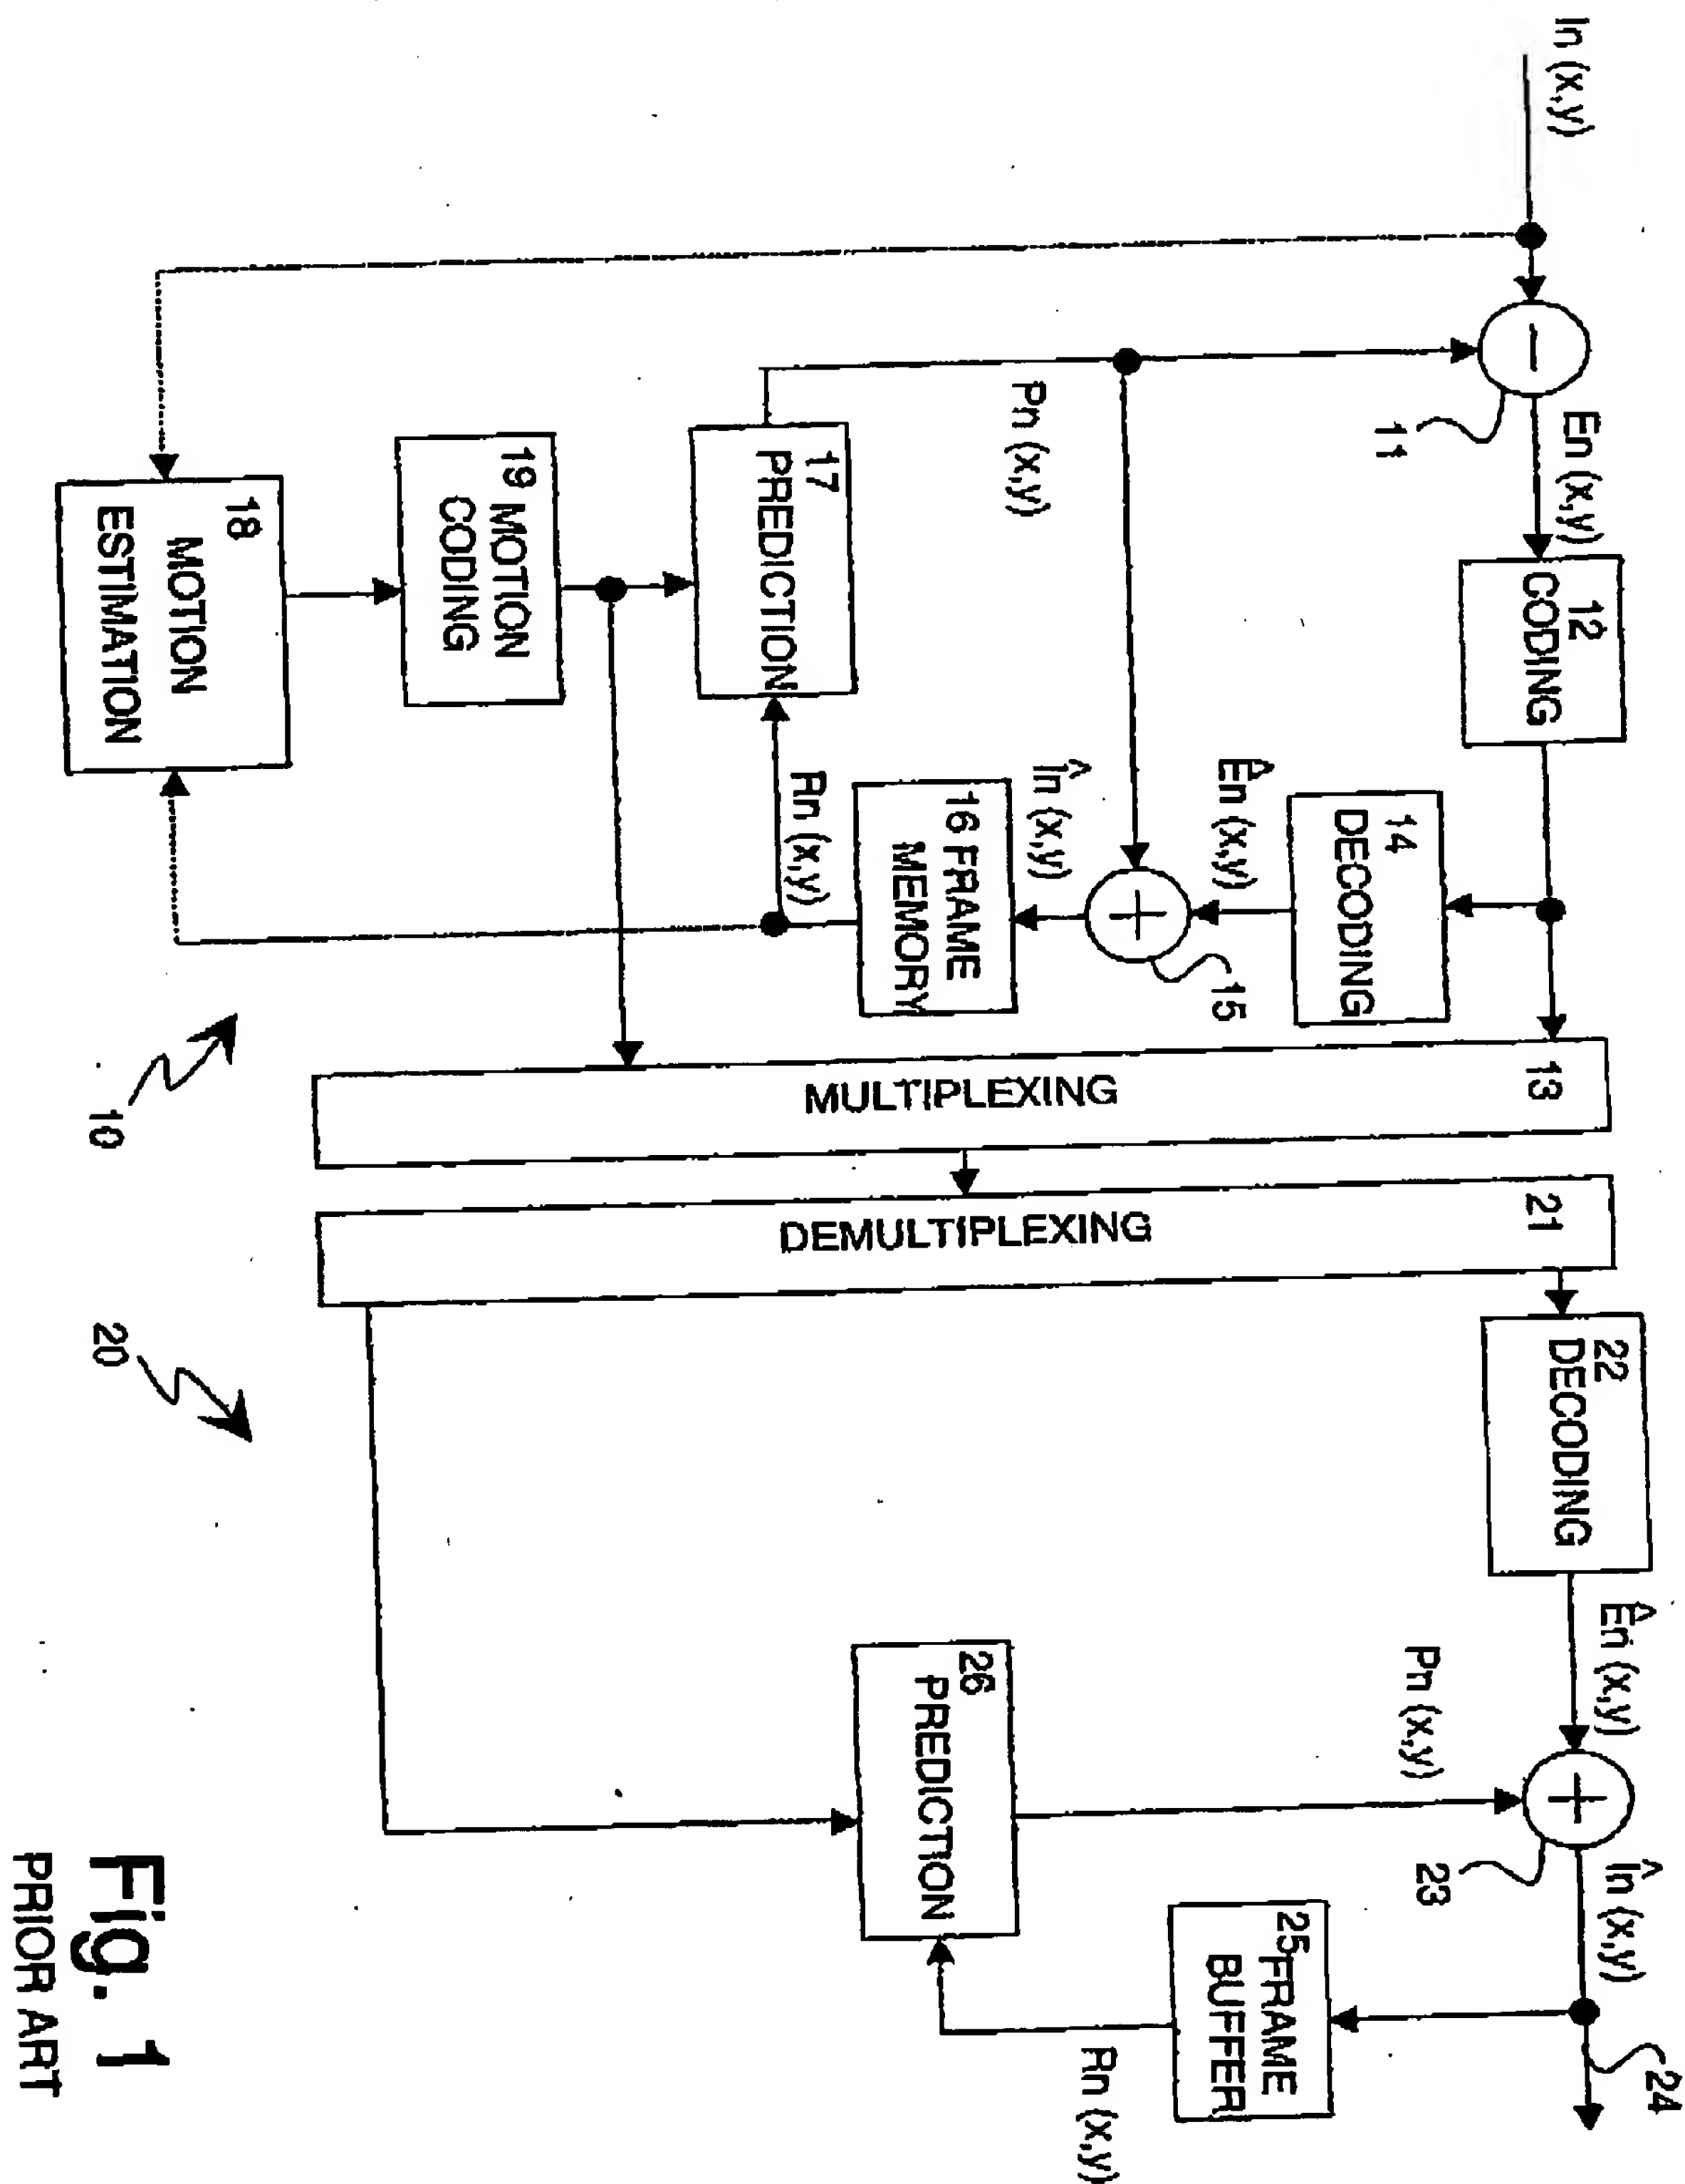 In (x,y)
11
En (x,y)
12
CODING
14
DECODING
Ên (x,y)
15
Pn (x,y)
În (x,y)
16 FRAME
MEMORY
17
PREDICTION
Rn (x,y)
19 MOTION
CODING
18
MOTION
ESTIMATION
10
13
MULTIPLEXING
21
DEMULTIPLEXING
20
22
DECODING
Ên (x,y)
23
În (x,y)
24
Pn (x,y)
25 FRAME
BUFFER
Rn (x,y)
26
PREDICTION
Fig. 1
PRIOR ART